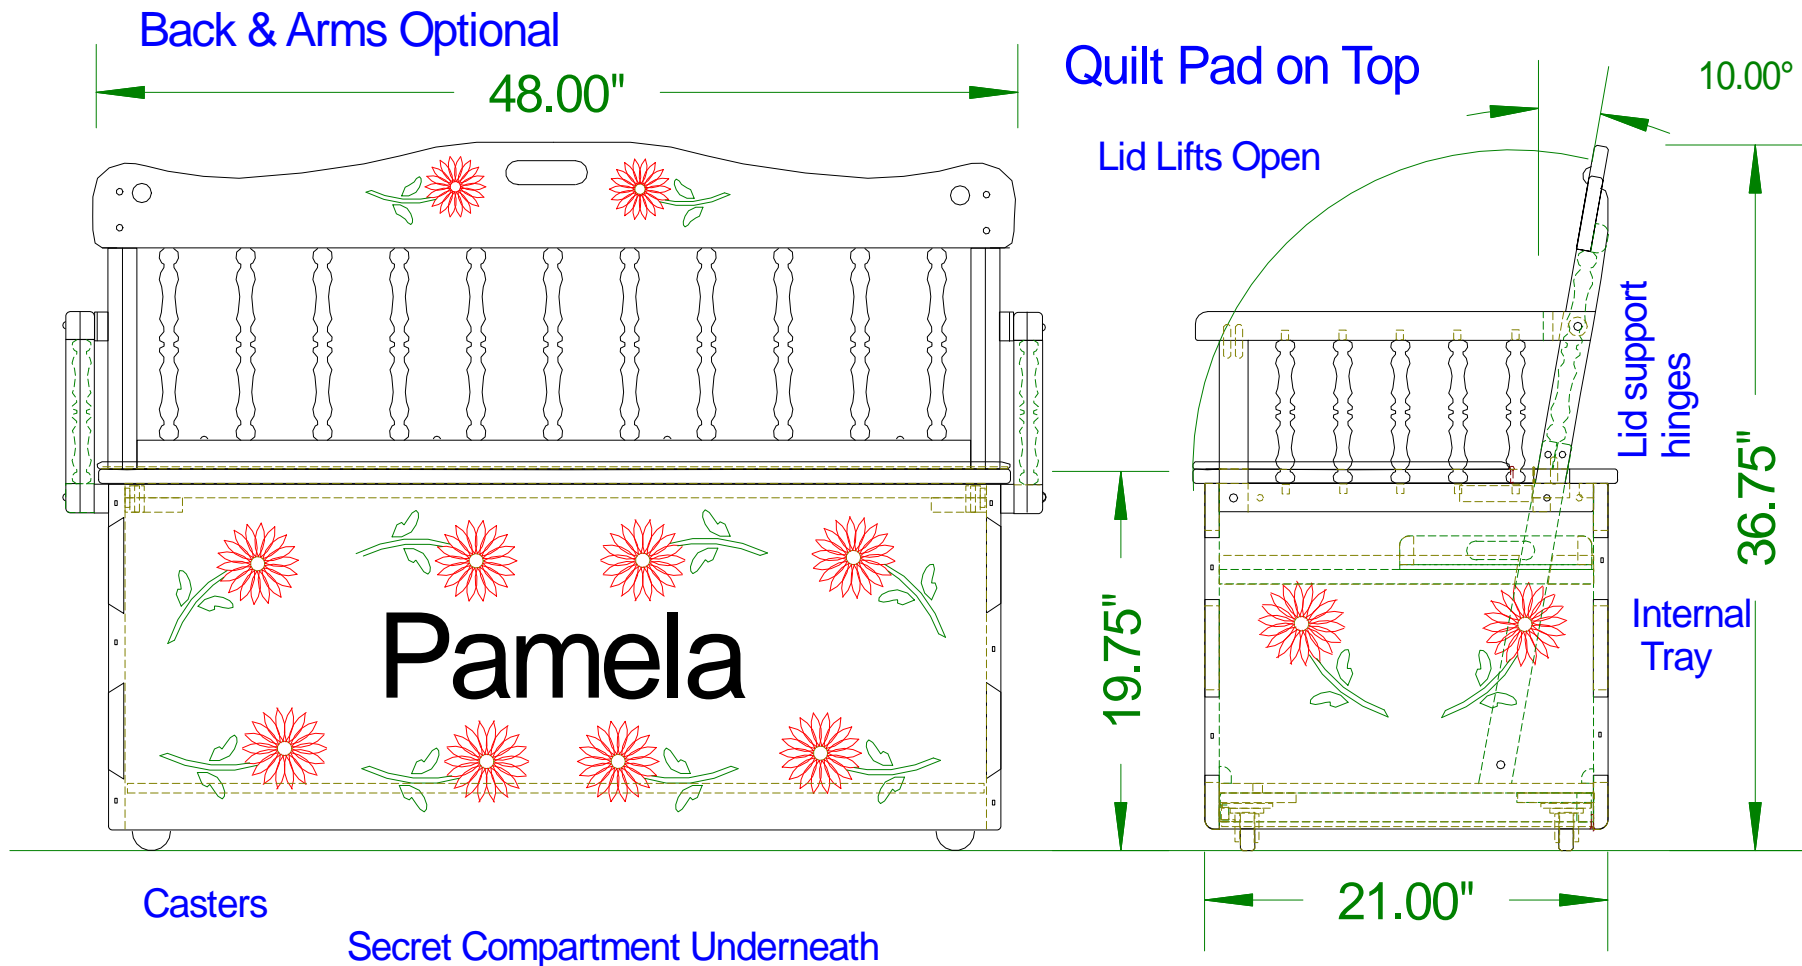 Back & Arms Optional
48.00"
Quilt Pad on Top
10.00°
Lid Lifts Open
Lid support
hinges
36.75"
19.75"
Pamela
Internal
Tray
21.00"
Casters
Secret Compartment Underneath